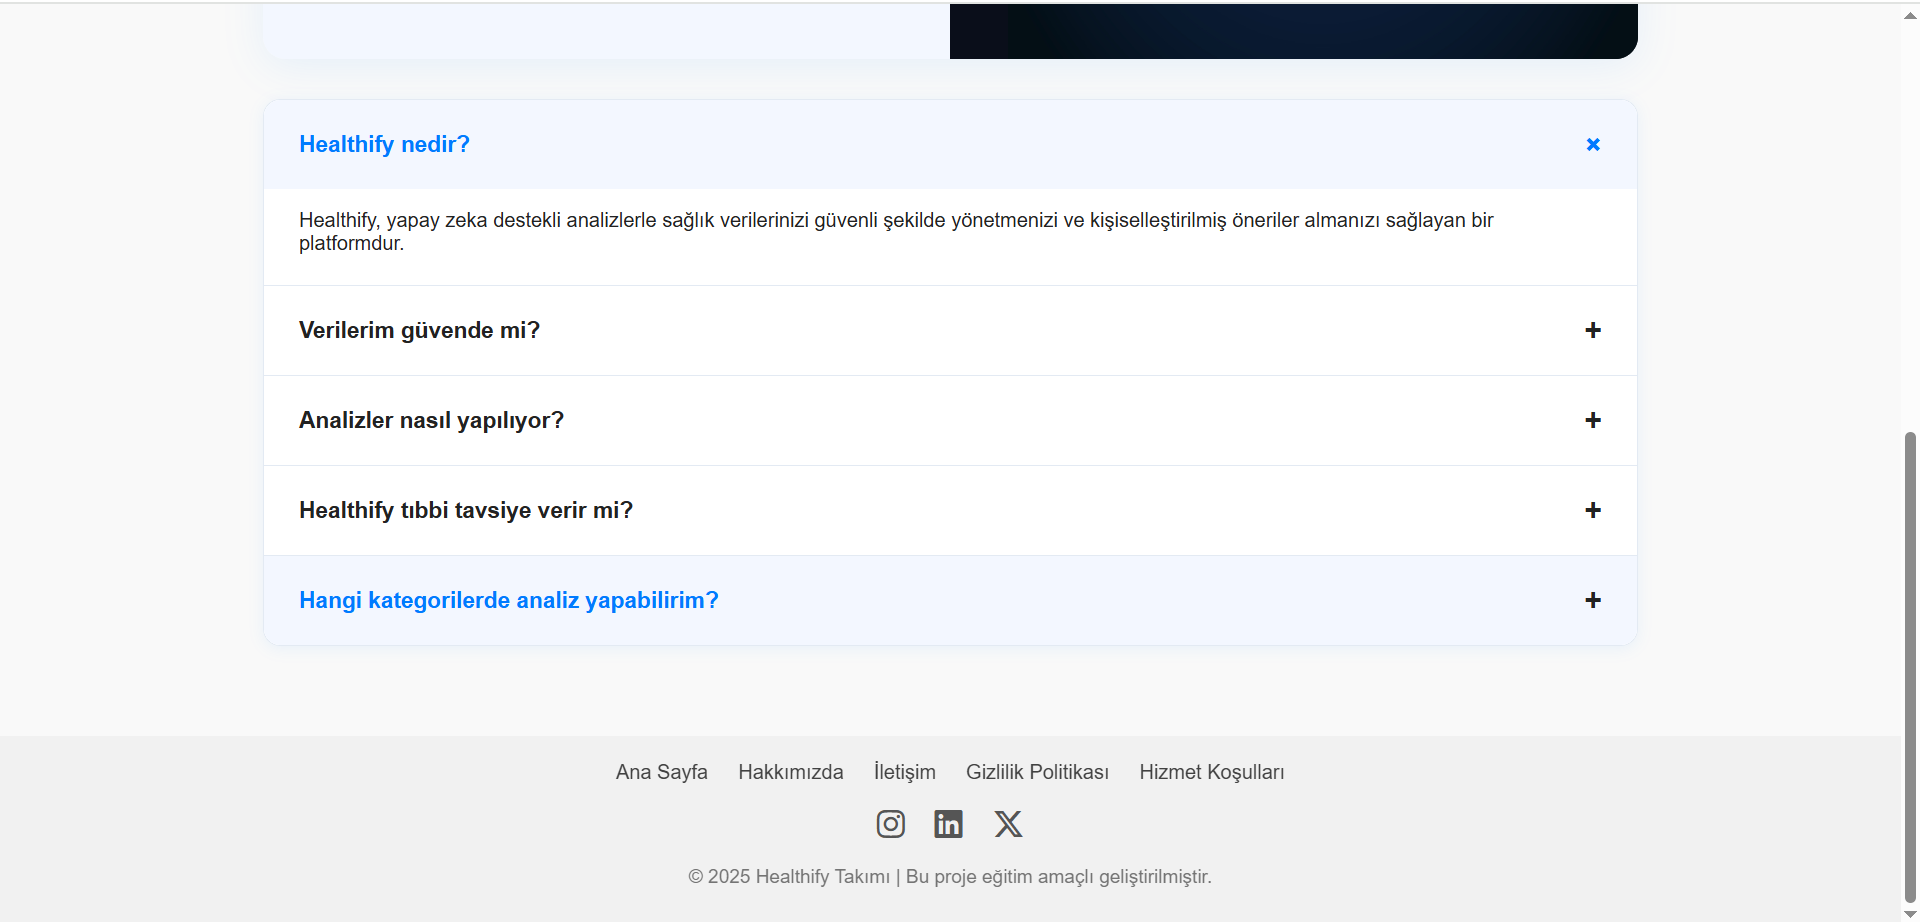 Healthify nedir?
Healthify, yapay zeka destekli analizlerle sağlık verilerinizi güvenli şekilde yönetmenizi ve kişiselleştirilmiş öneriler almanızı sağlayan bir
platformdur.
Verilerim güvende mi?
+
Analizler nasıl yapılıyor?
+
Healthify tıbbi tavsiye verir mi?
+
Hangi kategorilerde analiz yapabilirim?
+
Ana Sayfa Hakkımızda İletişim Gizlilik Politikası Hizmet Koşulları
© 2025 Healthify Takımı | Bu proje eğitim amaçlı geliştirilmiştir.